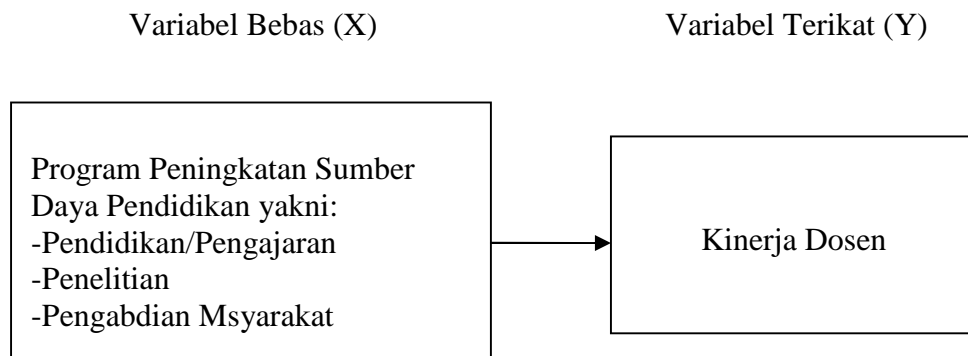 Variabel Bebas (X)
Variabel Terikat (Y)
Program Peningkatan Sumber
Daya Pendidikan yakni:
-Pendidikan/Pengajaran
-Penelitian
-Pengabdian Msyarakat
Kinerja Dosen